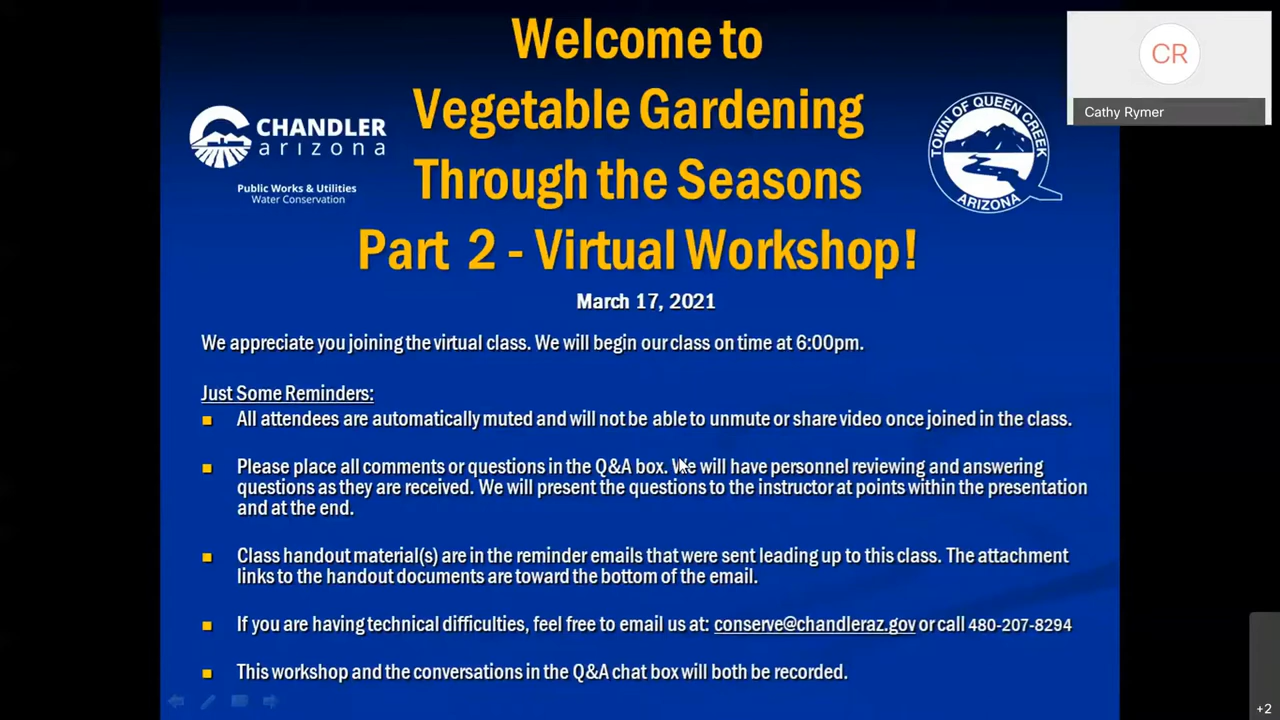 Welcome to
Vegetable Gardening
Through the Seasons
Part 2 - Virtual Workshop!
CHANDLER
arizona
Public Works & Utilities
Water Conservation
TOWN OF QUEEN CREEK
ARIZONA
CR
Cathy Rymer
March 17, 2021
We appreciate you joining the virtual class. We will begin our class on time at 6:00pm.
Just Some Reminders:
All attendees are automatically muted and will not be able to unmute or share video once joined in the class.
Please place all comments or questions in the Q&A box. We will have personnel reviewing and answering
questions as they are received. We will present the questions to the instructor at points within the presentation
and at the end.
Class handout material(s) are in the reminder emails that were sent leading up to this class. The attachment
links to the handout documents are toward the bottom of the email.
If you are having technical difficulties, feel free to email us at: conserve@chandleraz.gov or call 480-207-8294
This workshop and the conversations in the Q&A chat box will both be recorded.
+2